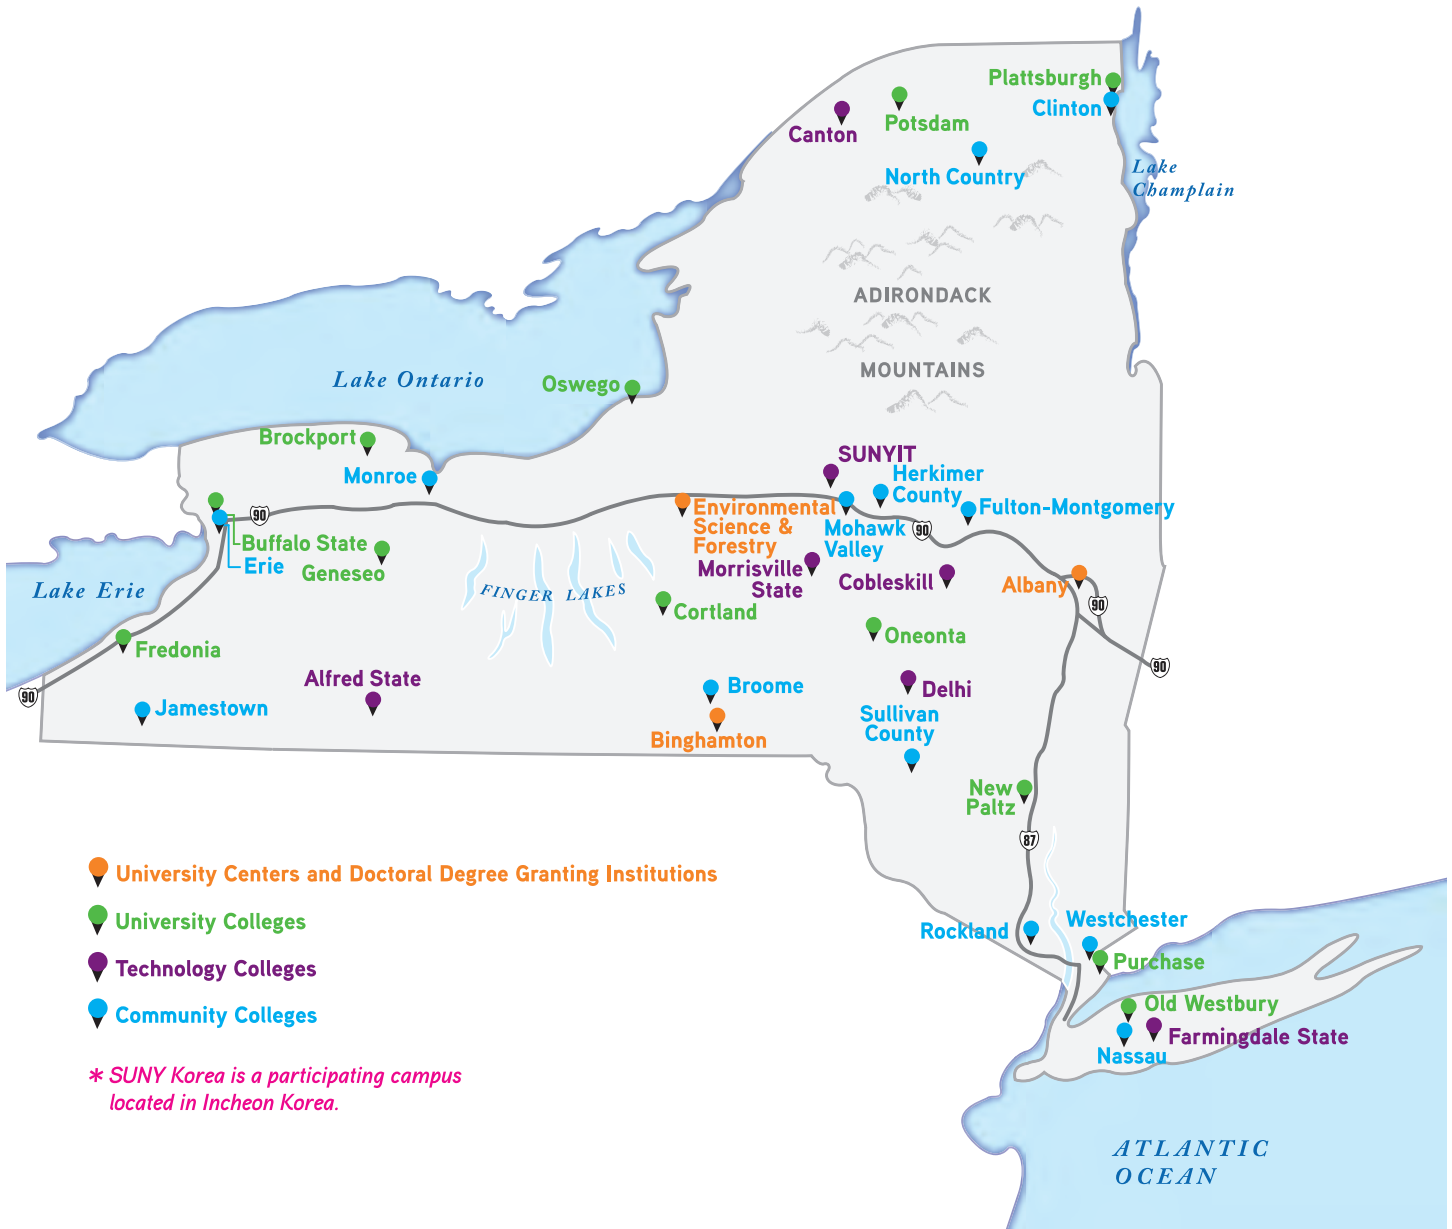 Plattsburgh
Clinton
Potsdam
Canton
North Country
Lake
Champlain
ADIRONDACK
MOUNTAINS
Lake Ontario
Oswego
Brockport
Monroe
SUNYIT
Herkimer
County
Fulton-Montgomery
Environmental
Science &
Forestry
Mohawk
Valley
90
90
Buffalo State
Erie
Geneseo
Morrisville
State
Cobleskill
Albany
90
Lake Erie
FINGER LAKES
Cortland
Oneonta
Fredonia
90
90
Alfred State
Jamestown
Broome
Binghamton
Delhi
Sullivan
County
New
Paltz
87
University Centers and Doctoral Degree Granting Institutions
University Colleges
Technology Colleges
Community Colleges
* SUNY Korea is a participating campus
located in Incheon Korea.
Rockland
Westchester
Purchase
Old Westbury
Farmingdale State
Nassau
ATLANTIC
OCEAN